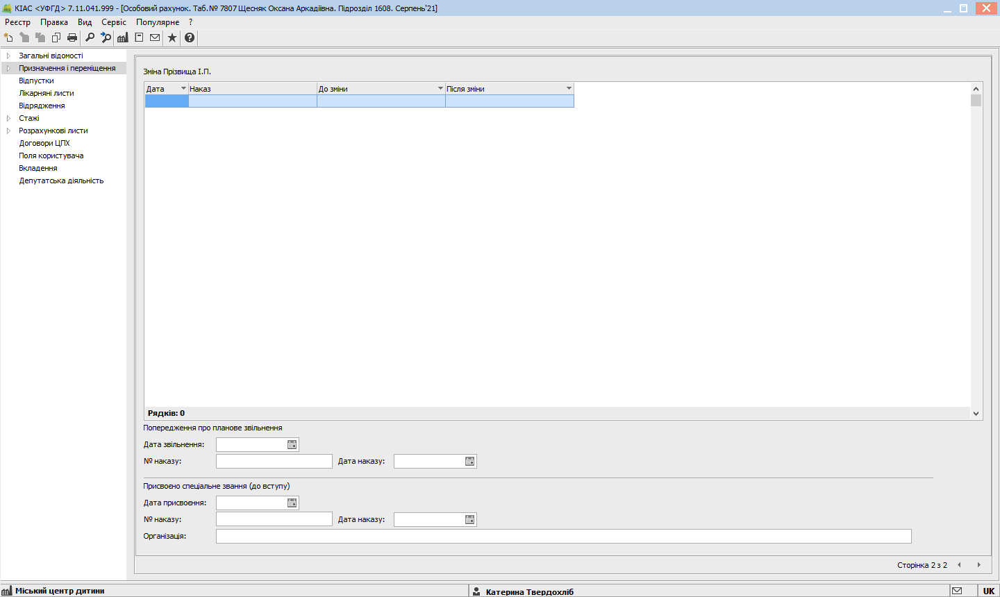 КІАС <УФГД> 7.11.041.999 - [Особовий рахунок. Таб.№ 7807 Щесняк Оксана Аркадіївна. Підрозділ 1608. Серпень'21]
Реєстр Правка Вид Сервіс Популярне ?
Загальні відомості
Призначення і переміщення
Відпустки
Лікарняні листи
Відрядження
Стажі
Розрахункові листи
Договори ЦПХ
Поля користувача
Вкладення
Депутатська діяльність
Зміна Прізвища І.П.
Дата Наказ До зміни Після зміни
Рядків: 0
Попередження про планове звільнення
Дата звільнення:
№ наказу: Дата наказу:
Присвоєно спеціальне звання (до вступу)
Дата присвоєння:
№ наказу: Дата наказу:
Організація:
Сторінка 2 з 2
Міський центр дитини Катерина Твердохліб UK